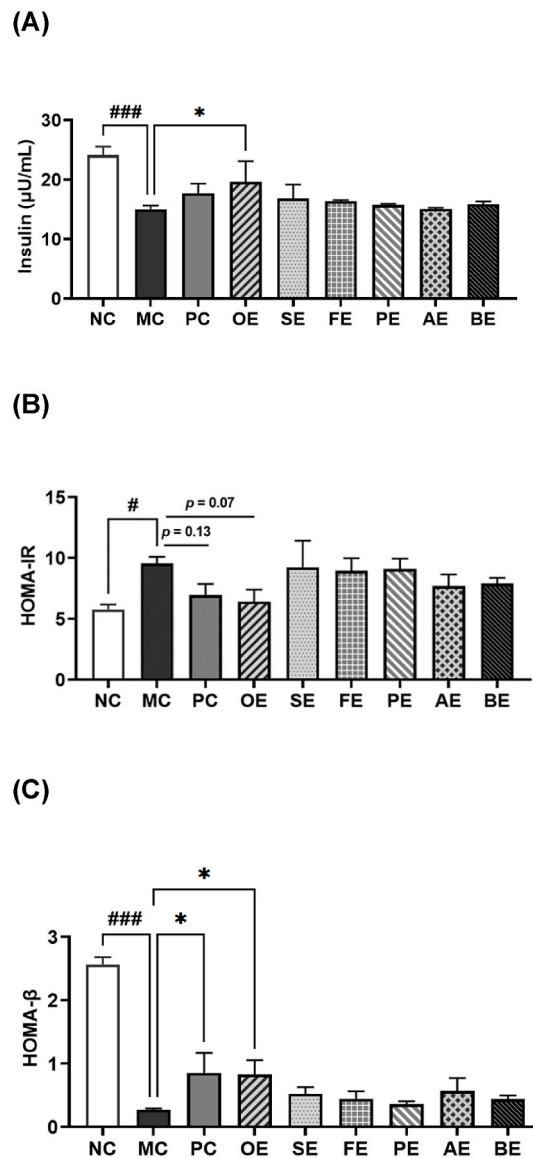 (A)
### *
30
20
10
0
Insulin (µU/mL)
NC MC PC OE SE FE PE AE BE
(B)
15
10
5
0
HOMA-IR
# p = 0.07
p = 0.13
NC MC PC OE SE FE PE AE BE
(C)
*
### *
3
2
1
0
HOMA-β
NC MC PC OE SE FE PE AE BE